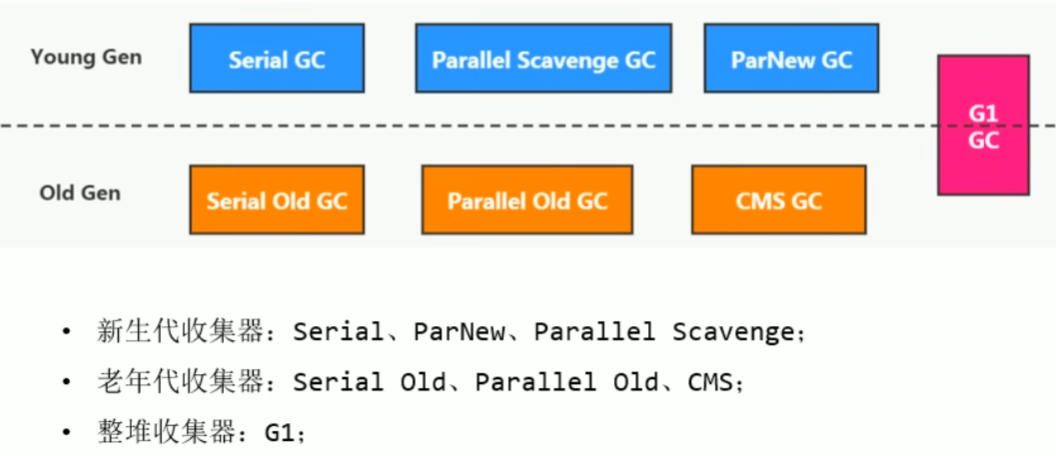 Young Gen
Serial GC
Parallel Scavenge GC
ParNew GC
G1
GC
Old Gen
Serial Old GC
Parallel Old GC
CMS GC
• 新生代收集器：Serial、ParNew、Parallel Scavenge；
• 老年代收集器：Serial Old、Parallel Old、CMS；
• 整堆收集器：G1；